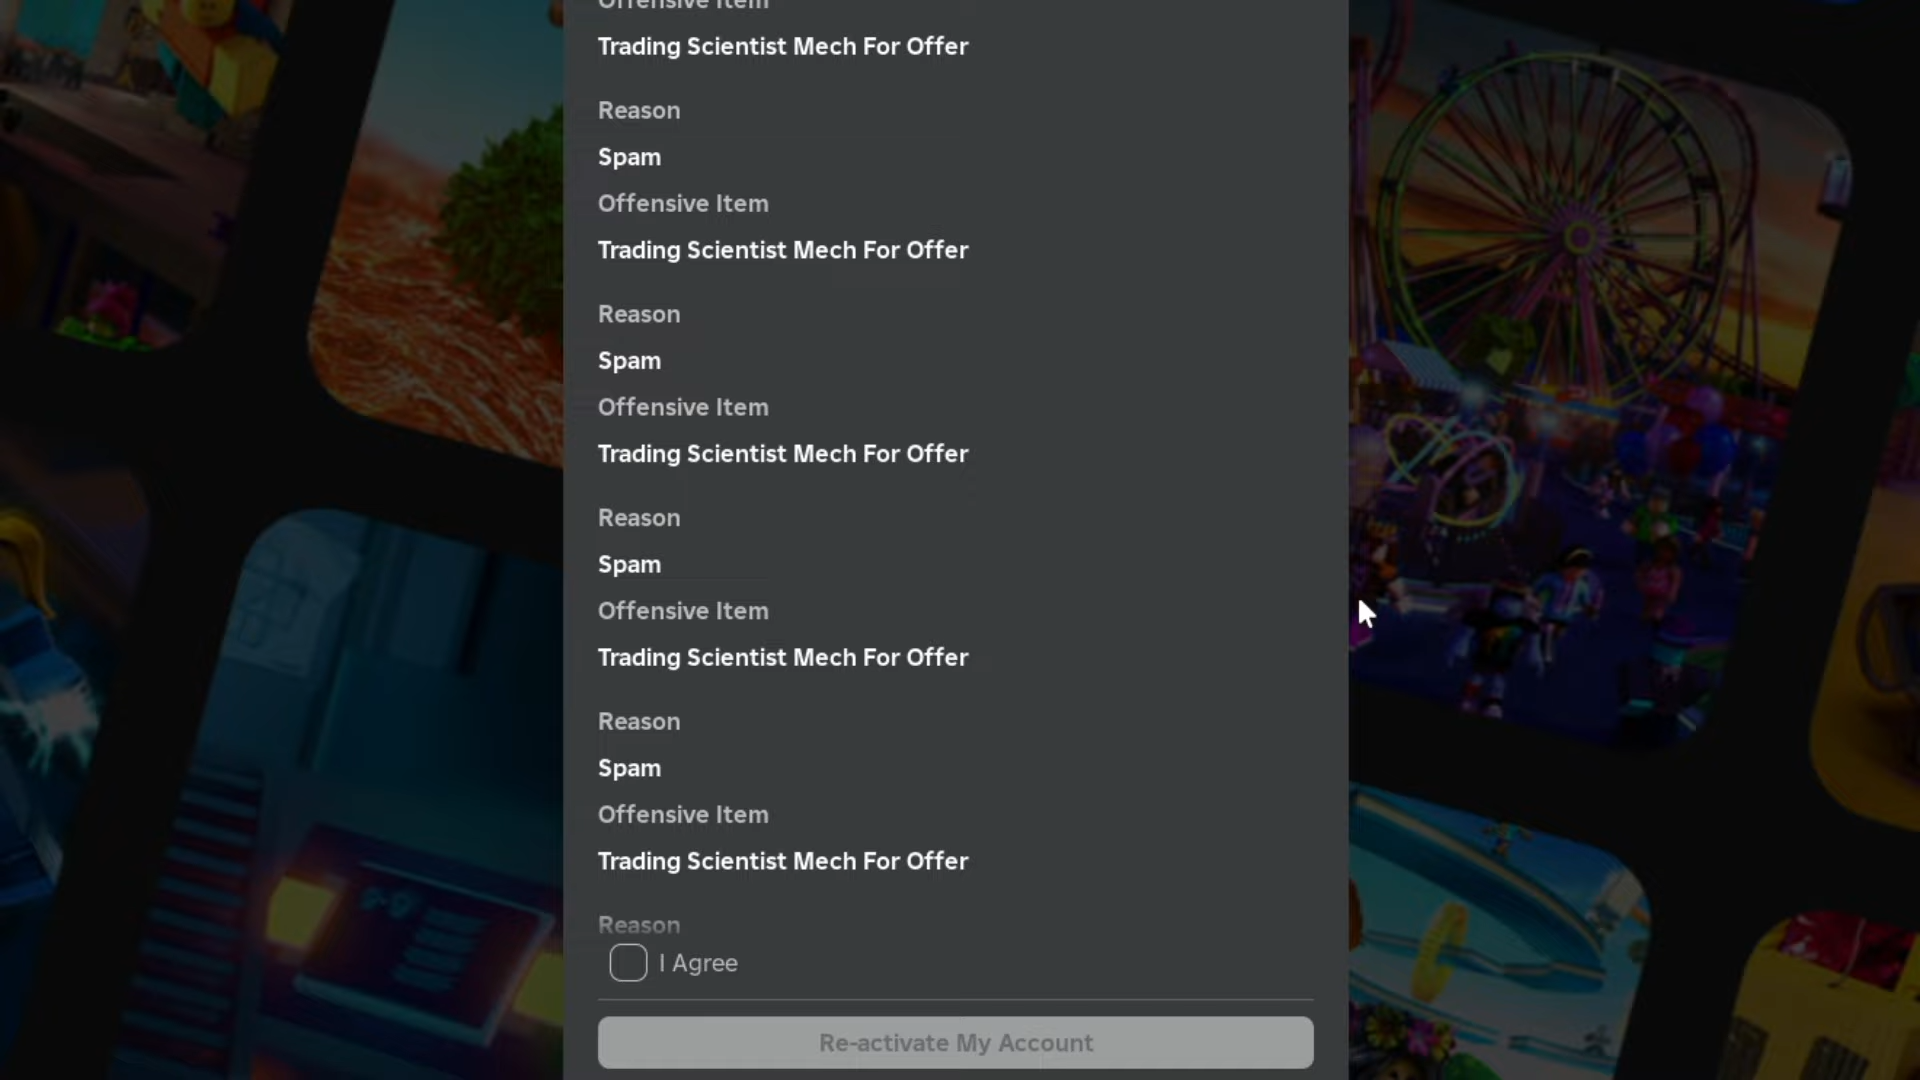 Offensive Item
Trading Scientist Mech For Offer
Reason
Spam
Offensive Item
Trading Scientist Mech For Offer
Reason
Spam
Offensive Item
Trading Scientist Mech For Offer
Reason
Spam
Offensive Item
Trading Scientist Mech For Offer
Reason
Spam
Offensive Item
Trading Scientist Mech For Offer
Reason
I Agree
Re-activate My Account